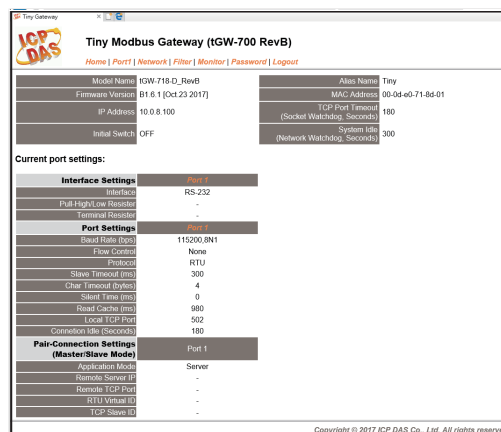 Tiny Gateway
ICP
DAS
Tiny Modbus Gateway (tGW-700 RevB)
Home | Port1 | Network | Filter | Monitor | Password | Logout
Model Name tGW-718-D_RevB Alias Name Tiny
Firmware Version B1.6.1 [Oct.23 2017] MAC Address 00-0d-e0-71-8d-01
IP Address 10.0.8.100 TCP Port Timeout (Socket Watchdog, Seconds) 180
Initial Switch OFF System Idle (Network Watchdog, Seconds) 300
Current port settings:
Interface Settings Port 1
Interface RS-232
Pull-High/Low Resister -
Terminal Resister -
Port Settings Port 1
Baud Rate (bps) 115200,8N1
Flow Control None
Protocol RTU
Slave Timeout (ms) 300
Char Timeout (bytes) 4
Silent Time (ms) 0
Read Cache (ms) 980
Local TCP Port 502
Connetion Idle (Seconds) 180
Pair-Connection Settings
(Master/Slave Mode) Port 1
Application Mode Server
Remote Server IP -
Remote TCP Port -
RTU Virtual ID -
TCP Slave ID -
Copyright © 2017 ICP DAS Co., Ltd. All rights reserve